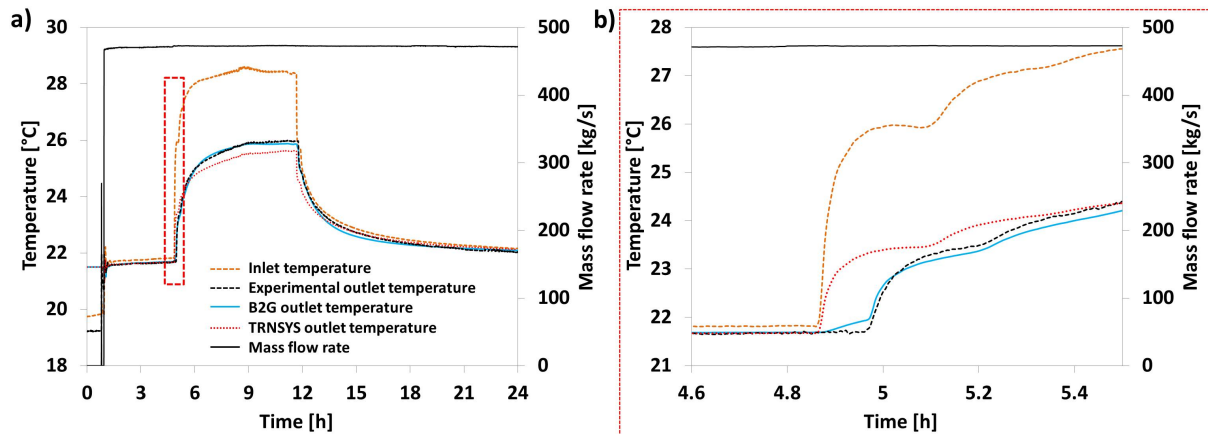 a)
30
28
26
24
22
20
18
Temperature [°C]
500
400
300
200
100
0
Mass flow rate [kg/s]
Inlet temperature
Experimental outlet temperature
B2G outlet temperature
TRNSYS outlet temperature
Mass flow rate
0 3 6 9 12 15 18 21 24
Time [h]
b)
28
27
26
25
24
23
22
21
Temperature [°C]
500
400
300
200
100
0
Mass flow rate [kg/s]
4.6 4.8 5 5.2 5.4
Time [h]